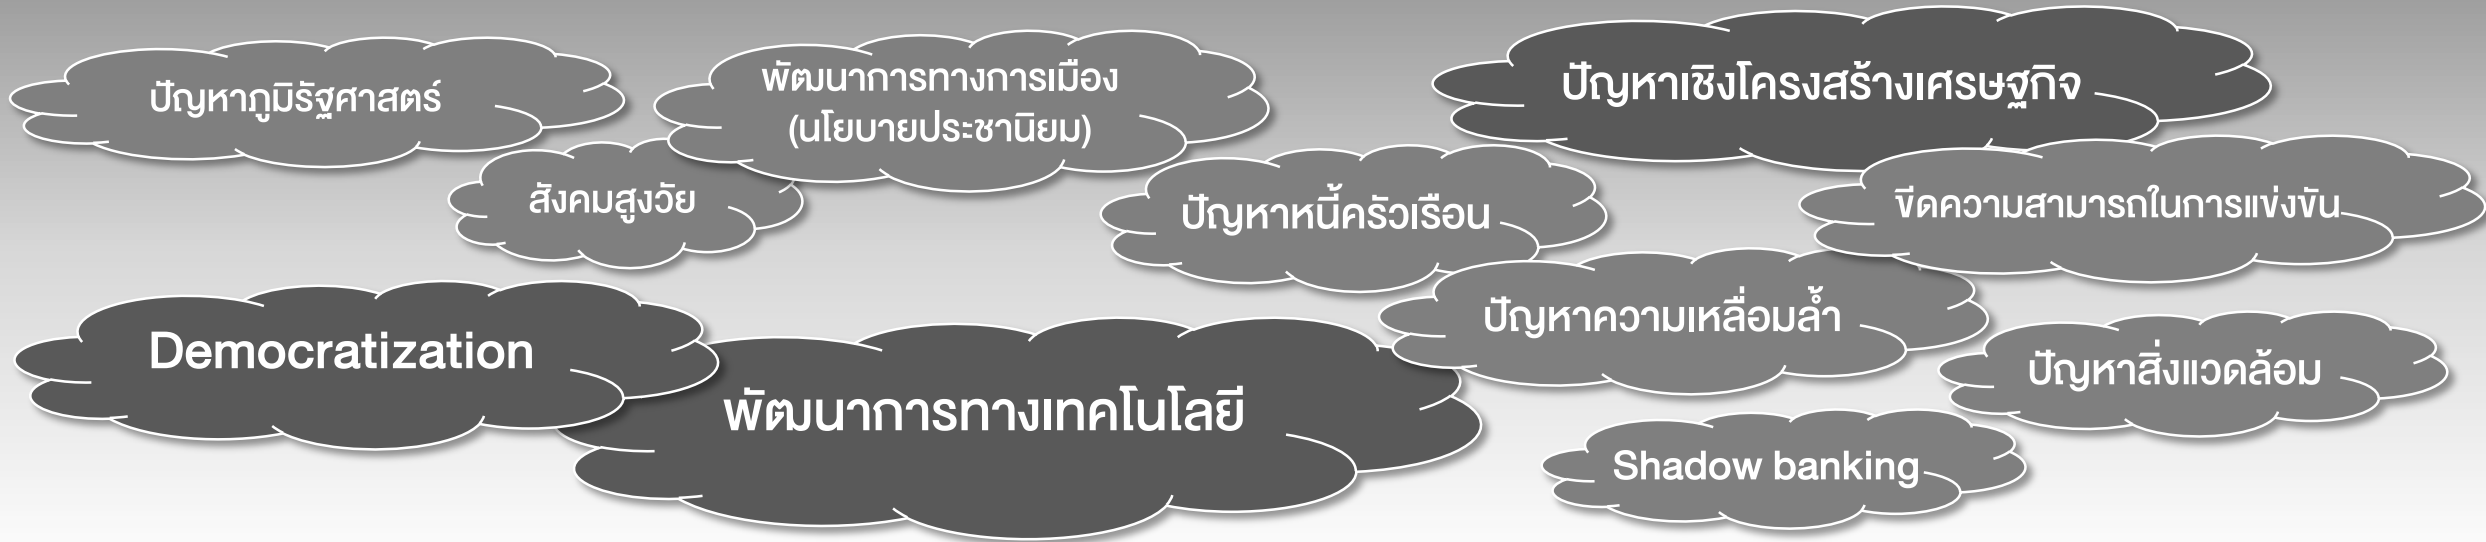 ปัญหาภูมิรัฐศาสตร์
พัฒนาการทางการเมือง
(นโยบายประชานิยม)
ปัญหาเชิงโครงสร้างเศรษฐกิจ
สังคมสูงวัย
ปัญหาหนี้ครัวเรือน
ขีดความสามารถในการแข่งขัน
Democratization
พัฒนาการทางเทคโนโลยี
ปัญหาความเหลื่อมล้ำ
ปัญหาสิ่งแวดล้อม
Shadow banking